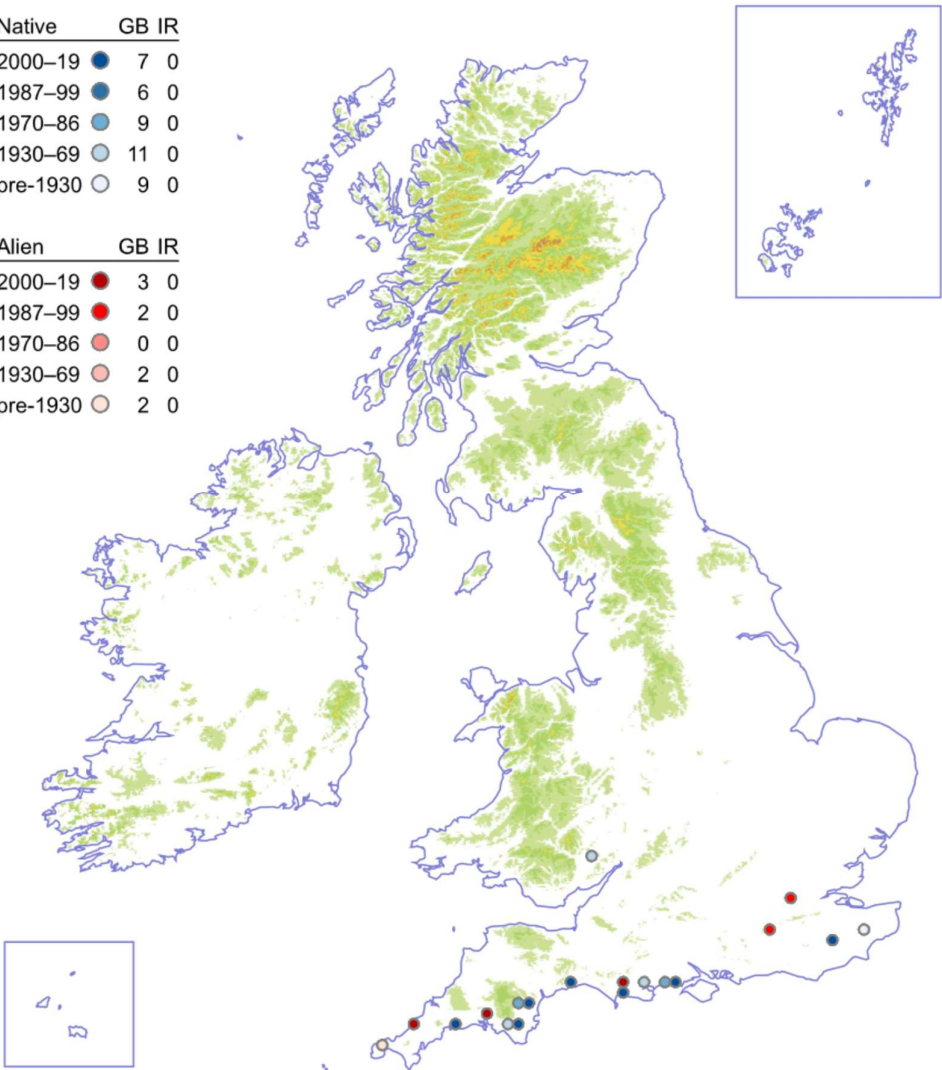 Native GB IR
2000–19 7 0
1987–99 6 0
1970–86 9 0
1930–69 11 0
pre-1930 9 0
Alien GB IR
2000–19 3 0
1987–99 2 0
1970–86 0 0
1930–69 2 0
pre-1930 2 0